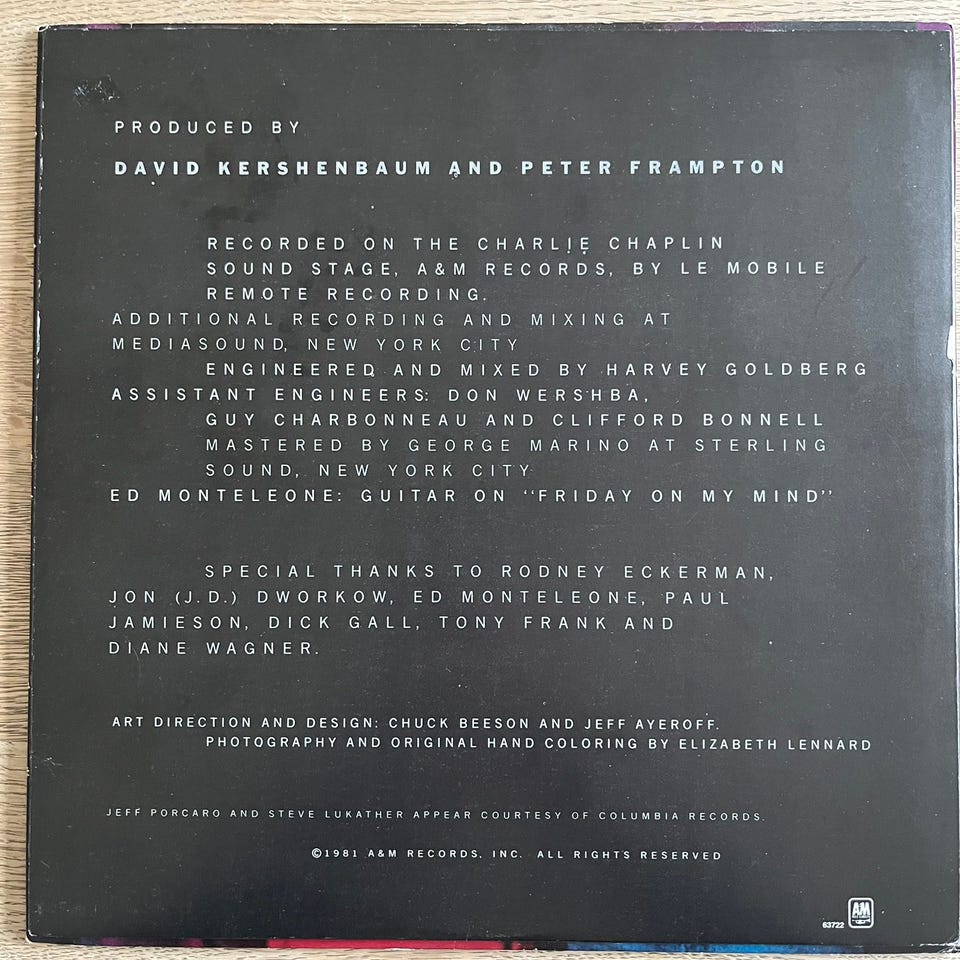 PRODUCED BY
DAVID KERSHENBAUM AND PETER FRAMPTON
RECORDED ON THE CHARLIE CHAPLIN
SOUND STAGE, A&M RECORDS, BY LE MOBILE
REMOTE RECORDING.
ADDITIONAL RECORDING AND MIXING AT
MEDIASOUND, NEW YORK CITY
ENGINEERED AND MIXED BY HARVEY GOLDBERG
ASSISTANT ENGINEERS: DON WERSHBA,
GUY CHARBONNEAU AND CLIFFORD BONNELL
MASTERED BY GEORGE MARINO AT STERLING
SOUND, NEW YORK CITY
ED MONTELEONE: GUITAR ON "FRIDAY ON MY MIND"
SPECIAL THANKS TO RODNEY ECKERMAN,
JON (J.D.) DWORKOW, ED MONTELEONE, PAUL
JAMIESON, DICK GALL, TONY FRANK AND
DIANE WAGNER.
ART DIRECTION AND DESIGN: CHUCK BEESON AND JEFF AYEROFF.
PHOTOGRAPHY AND ORIGINAL HAND COLORING BY ELIZABETH LENNARD
JEFF PORCARO AND STEVE LUKATHER APPEAR COURTESY OF COLUMBIA RECORDS.
©1981 A&M RECORDS, INC. ALL RIGHTS RESERVED
63722 AM